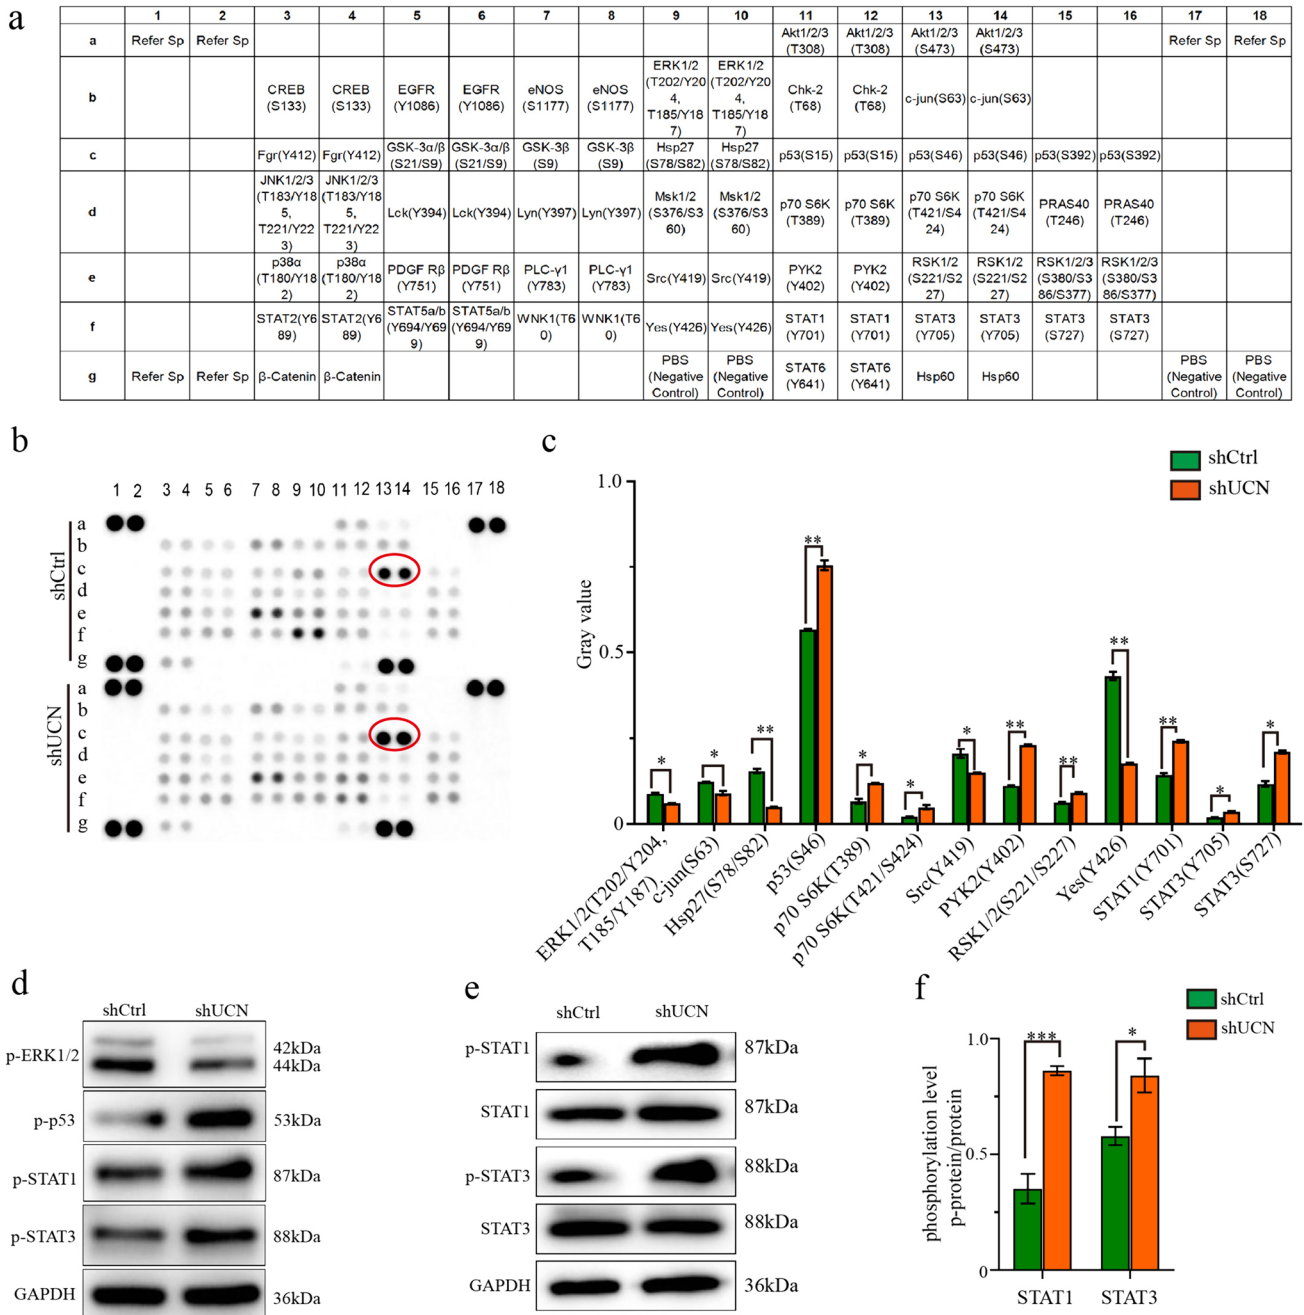 a
1 2 3 4 5 6 7 8 9 10 11 12 13 14 15 16 17 18
a Refer Sp Refer Sp Akt1/2/3 (T308) Akt1/2/3 (T308) Akt1/2/3 (S473) Akt1/2/3 (S473) Refer Sp Refer Sp
b CREB (S133) CREB (S133) EGFR (Y1086) EGFR (Y1086) eNOS (S1177) eNOS (S1177) ERK1/2 (T202/Y204, T185/Y187) ERK1/2 (T202/Y204, T185/Y187) Chk-2 (T68) Chk-2 (T68) c-jun(S63) c-jun(S63)
c Fgr(Y412) Fgr(Y412) GSK-3α/β (S21/S9) GSK-3α/β (S21/S9) GSK-3β (S9) GSK-3β (S9) Hsp27 (S78/S82) Hsp27 (S78/S82) p53(S15) p53(S15) p53(S46) p53(S46) p53(S392) p53(S392)
d JNK1/2/3 (T183/Y185, T221/Y223) JNK1/2/3 (T183/Y185, T221/Y223) Lck(Y394) Lck(Y394) Lyn(Y397) Lyn(Y397) Msk1/2 (S376/S360) Msk1/2 (S376/S360) p70 S6K (T389) p70 S6K (T389) p70 S6K (T421/S424) p70 S6K (T421/S424) PRAS40 (T246) PRAS40 (T246)
e p38α (T180/Y182) p38α (T180/Y182) PDGF Rβ (Y751) PDGF Rβ (Y751) PLC-γ1 (Y783) PLC-γ1 (Y783) Src(Y419) Src(Y419) PYK2 (Y402) PYK2 (Y402) RSK1/2 (S221/S227) RSK1/2 (S221/S227) RSK1/2/3 (S380/S386/S377) RSK1/2/3 (S380/S386/S377)
f STAT2(Y689) STAT2(Y689) STAT5a/b (Y694/Y699) STAT5a/b (Y694/Y699) WNK1(T60) WNK1(T60) Yes(Y426) Yes(Y426) STAT1 (Y701) STAT1 (Y701) STAT3 (Y705) STAT3 (Y705) STAT3 (S727) STAT3 (S727)
g Refer Sp Refer Sp β-Catenin β-Catenin PBS (Negative Control) PBS (Negative Control) STAT6 (Y641) STAT6 (Y641) Hsp60 Hsp60 PBS (Negative Control) PBS (Negative Control)
b
1 2 3 4 5 6 7 8 9 10 11 12 13 14 15 16 17 18
shCtrl
a
b
c
d
e
f
g
shUCN
a
b
c
d
e
f
g
c
shCtrl
shUCN
Gray value
1.0
0.5
0
** ** * * ** * * * ** ** ** * *
ERK1/2(T202/Y204,
T185/Y187)
c-jun(S63)
Hsp27(S78/S82)
p53(S46)
p70 S6K(T389)
p70 S6K(T421/S424)
Src(Y419)
PYK2(Y402)
RSK1/2(S221/S227)
Yes(Y426)
STAT1(Y701)
STAT3(Y705)
STAT3(S727)
d
shCtrl shUCN
p-ERK1/2 42kDa
44kDa
p-p53 53kDa
p-STAT1 87kDa
p-STAT3 88kDa
GAPDH 36kDa
e
shCtrl shUCN
p-STAT1 87kDa
STAT1 87kDa
p-STAT3 88kDa
STAT3 88kDa
GAPDH 36kDa
f
shCtrl
shUCN
phosphorylation level
p-protein/protein
1.0
0.5
0
*** *
STAT1 STAT3